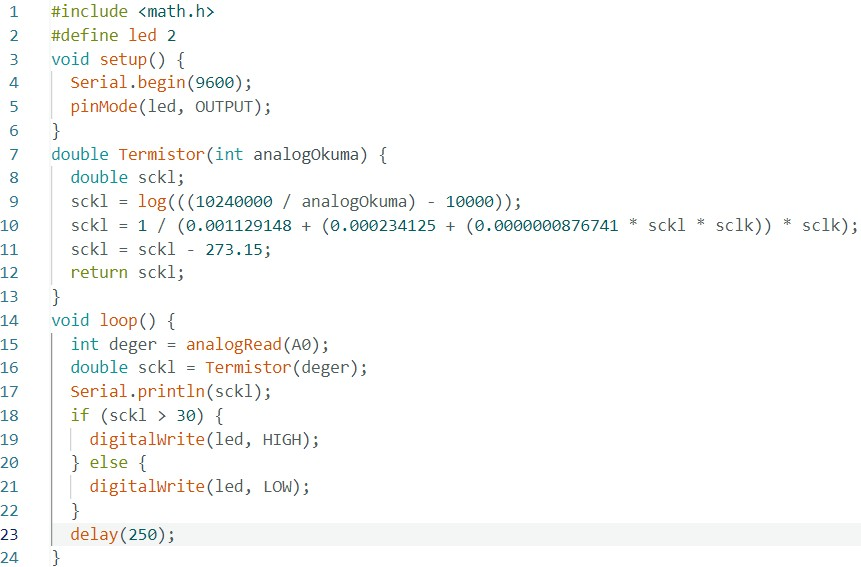 1 #include <math.h>
2 #define led 2
3 void setup() {
4 Serial.begin(9600);
5 pinMode(led, OUTPUT);
6 }
7 double Termistor(int analogOkuma) {
8 double sckl;
9 sckl = log(((10240000 / analogOkuma) - 10000));
10 sckl = 1 / (0.001129148 + (0.000234125 + (0.0000000876741 * sckl * sclk)) * sclk);
11 sckl = sckl - 273.15;
12 return sckl;
13 }
14 void loop() {
15 int deger = analogRead(A0);
16 double sckl = Termistor(deger);
17 Serial.println(sckl);
18 if (sckl > 30) {
19 digitalWrite(led, HIGH);
20 } else {
21 digitalWrite(led, LOW);
22 }
23 delay(250);
24 }